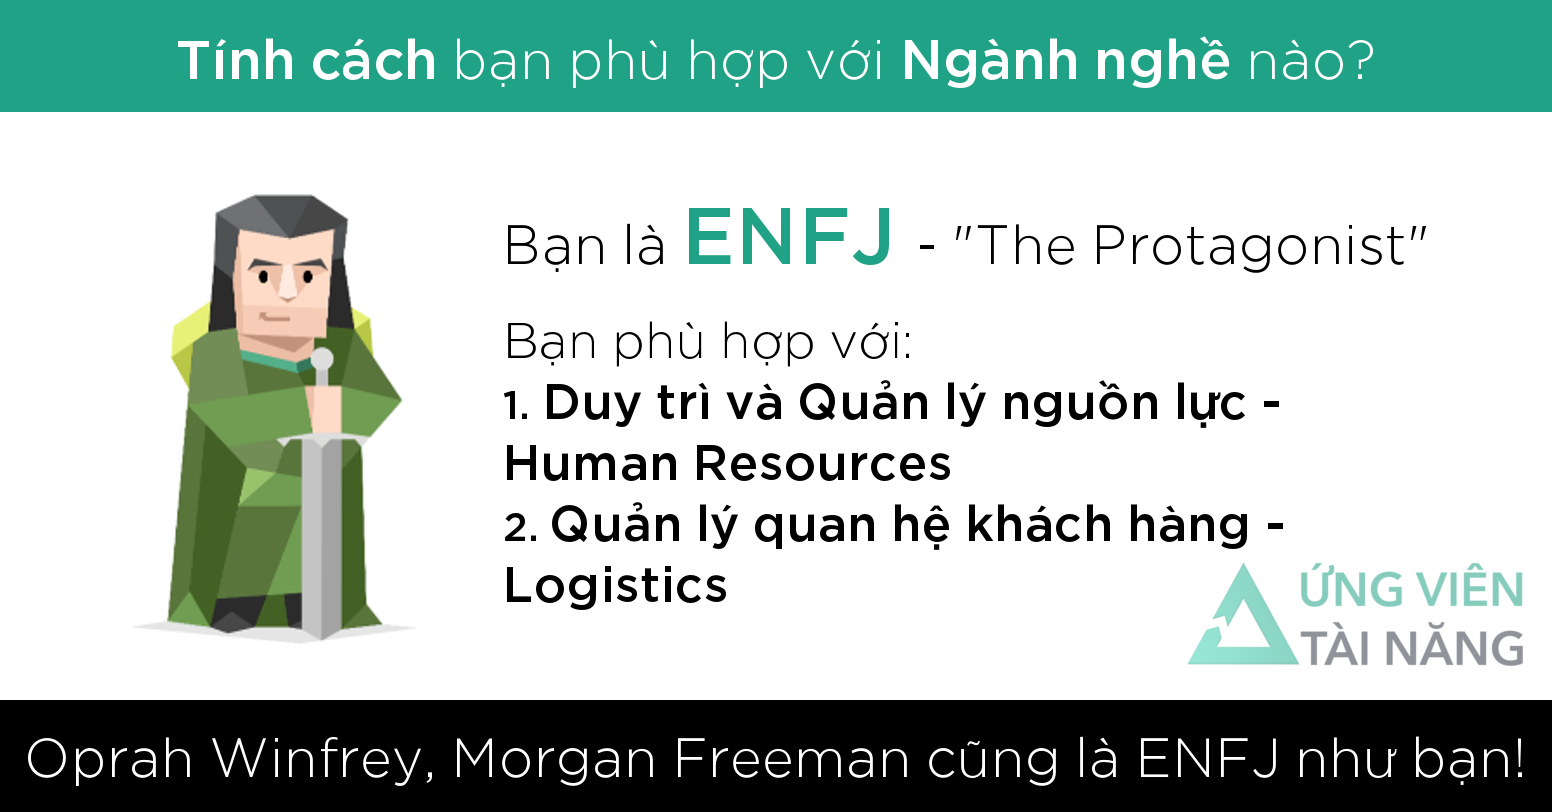 Tính cách bạn phù hợp với Ngành nghề nào?
Bạn là ENFJ - "The Protagonist"
Bạn phù hợp với:
1. Duy trì và Quản lý nguồn lực -
Human Resources
2. Quản lý quan hệ khách hàng -
Logistics
ỨNG VIÊN
TÀI NĂNG
Oprah Winfrey, Morgan Freeman cũng là ENFJ như bạn!